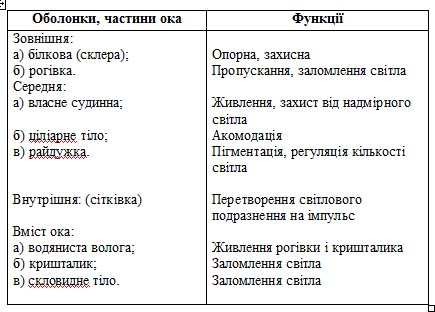 Оболонки, частини ока Функції
Зовнішня:
а) білкова (склера); Опорна, захисна
б) рогівка. Пропускання, заломлення світла
Середня:
а) власне судинна; Живлення, захист від надмірного
світла
б) ціліарне тіло; Акомодація
в) райдужка. Пігментація, регуляція кількості
світла
Внутрішня: (сітківка) Перетворення світлового
подразнення на імпульс
Вміст ока:
а) водяниста волога; Живлення рогівки і кришталика
б) кришталик; Заломлення світла
в) скловидне тіло. Заломлення світла